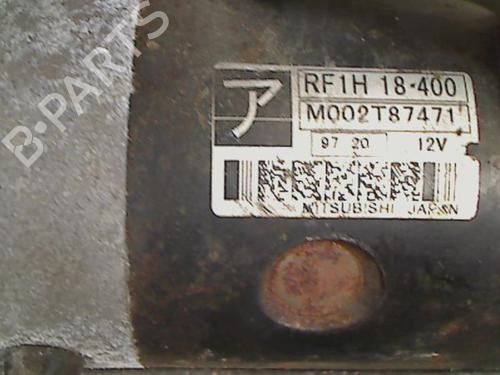 B-PARTS
ア
RF1H 18-400
M002T87471
97 20 12V
MITSUBISHI JAPAN